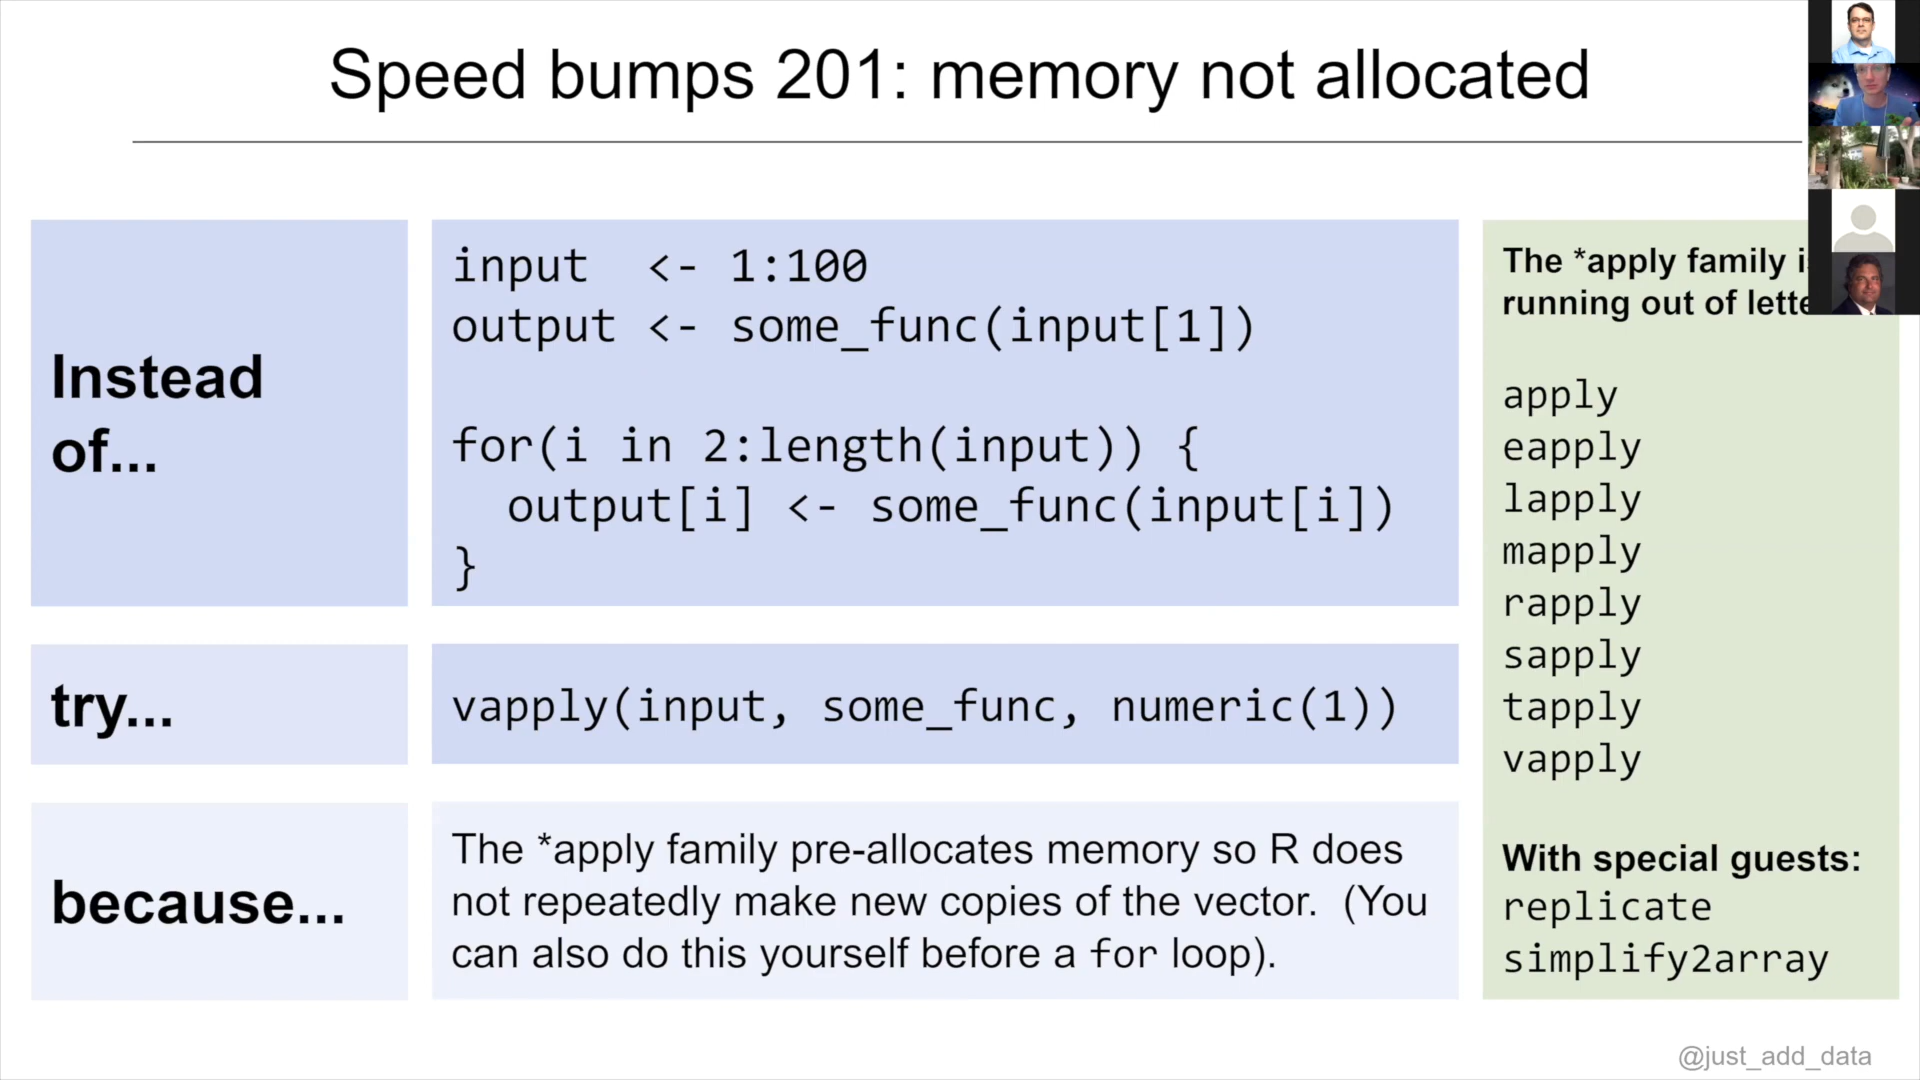 Speed bumps 201: memory not allocated
Instead
of...
input  <- 1:100
output <- some_func(input[1])
for(i in 2:length(input)) {
  output[i] <- some_func(input[i])
}
try...
vapply(input, some_func, numeric(1))
because...
The *apply family pre-allocates memory so R does
not repeatedly make new copies of the vector.  (You
can also do this yourself before a for loop).
The *apply family
running out of
apply
eapply
lapply
mapply
rapply
sapply
tapply
vapply
With special guests:
replicate
simplify2array
@just_add_data